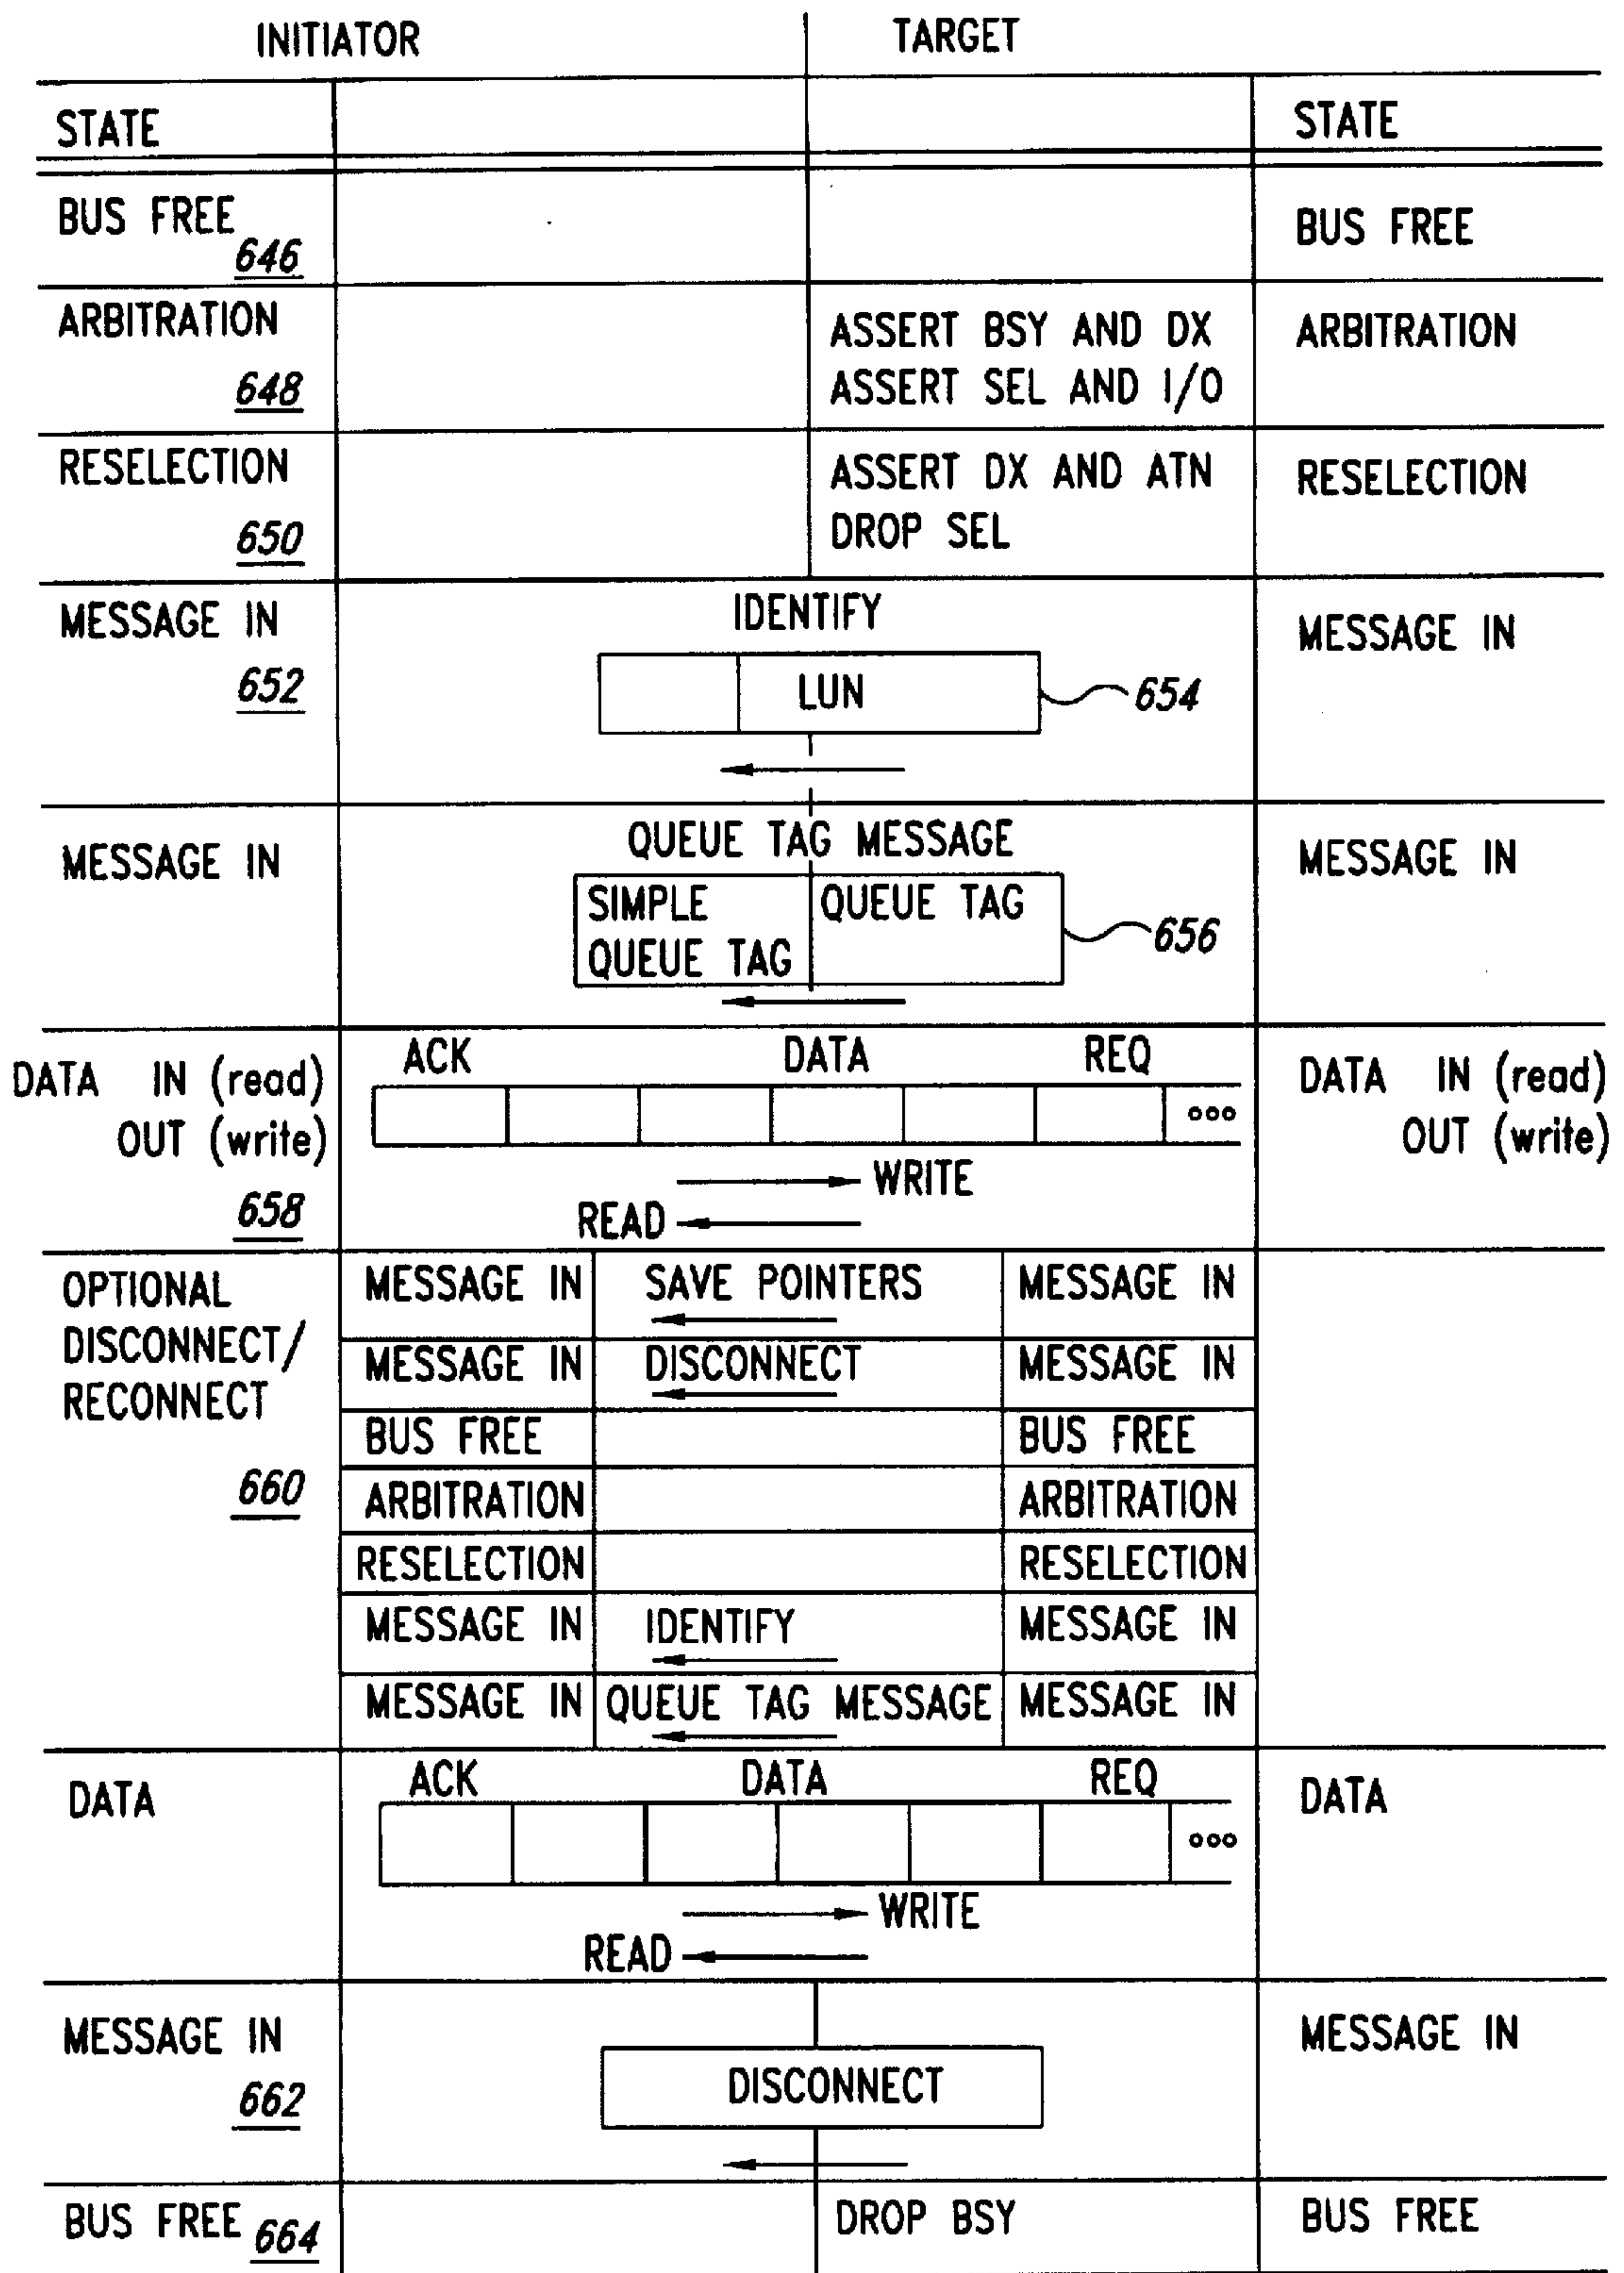 INITIATOR TARGET
STATE STATE
BUS FREE BUS FREE
646
ARBITRATION ASSERT BSY AND DX ARBITRATION
648 ASSERT SEL AND I/O
RESELECTION ASSERT DX AND ATN RESELECTION
650 DROP SEL
MESSAGE IN IDENTIFY MESSAGE IN
652 LUN 654
MESSAGE IN QUEUE TAG MESSAGE MESSAGE IN
SIMPLE QUEUE TAG
QUEUE TAG 656
ACK DATA REQ
DATA IN (read) ooo DATA IN (read)
OUT (write) OUT (write)
WRITE
658 READ
OPTIONAL MESSAGE IN SAVE POINTERS MESSAGE IN
DISCONNECT/ MESSAGE IN DISCONNECT MESSAGE IN
RECONNECT
BUS FREE BUS FREE
660 ARBITRATION ARBITRATION
RESELECTION RESELECTION
MESSAGE IN IDENTIFY MESSAGE IN
MESSAGE IN QUEUE TAG MESSAGE MESSAGE IN
ACK DATA REQ
DATA ooo DATA
WRITE
READ
MESSAGE IN MESSAGE IN
662 DISCONNECT
BUS FREE 664 DROP BSY BUS FREE